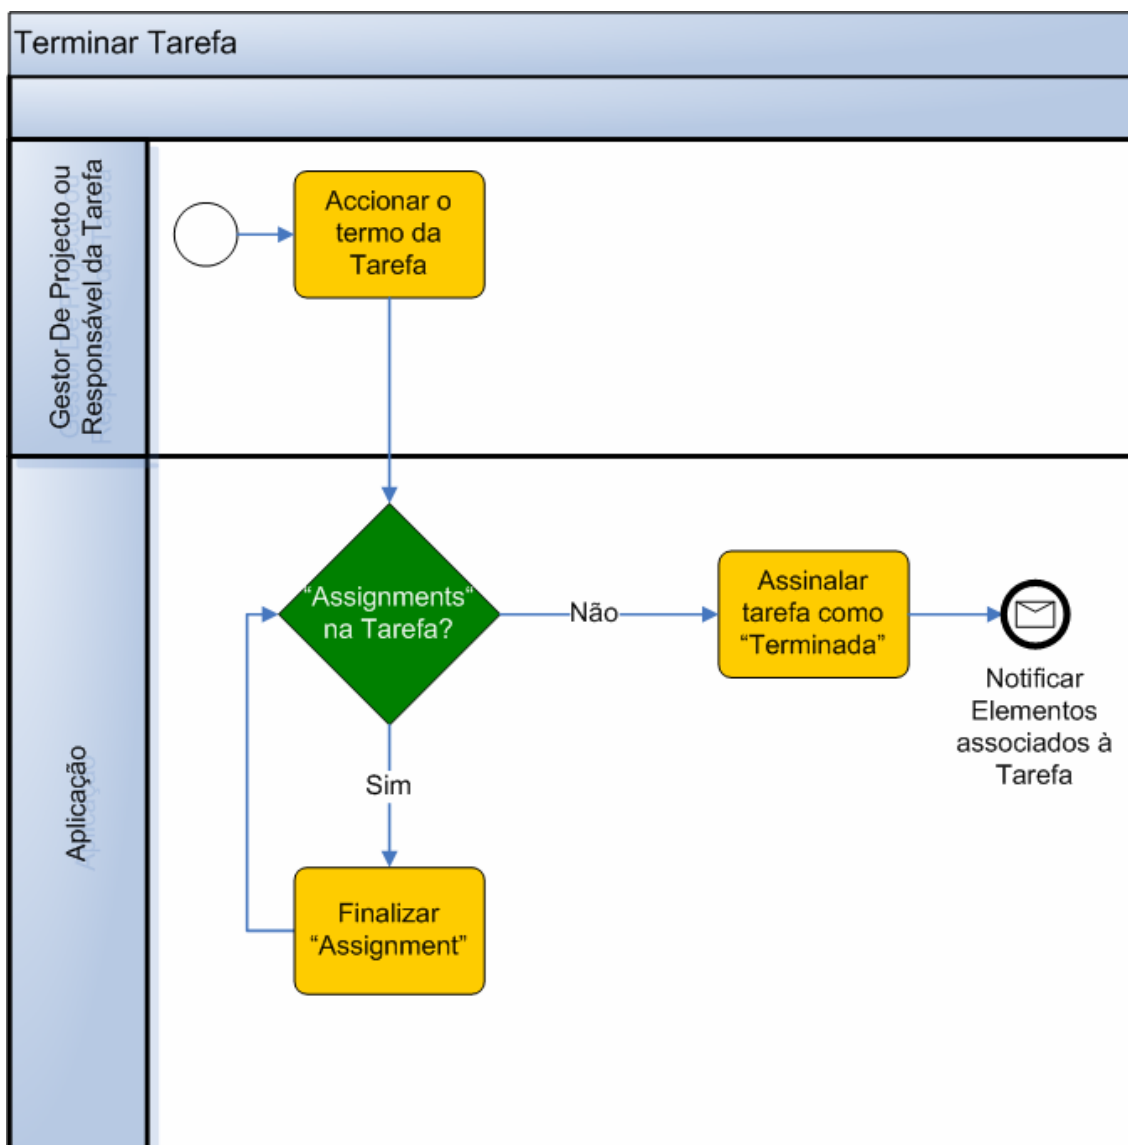 Terminar Tarefa
Gestor De Projecto ou
Responsável da Tarefa
Accionar o
termo da
Tarefa
Aplicação
“Assignments“
na Tarefa?
Não
Assinalar
tarefa como
“Terminada”
Notificar
Elementos
associados à
Tarefa
Sim
Finalizar
“Assignment”